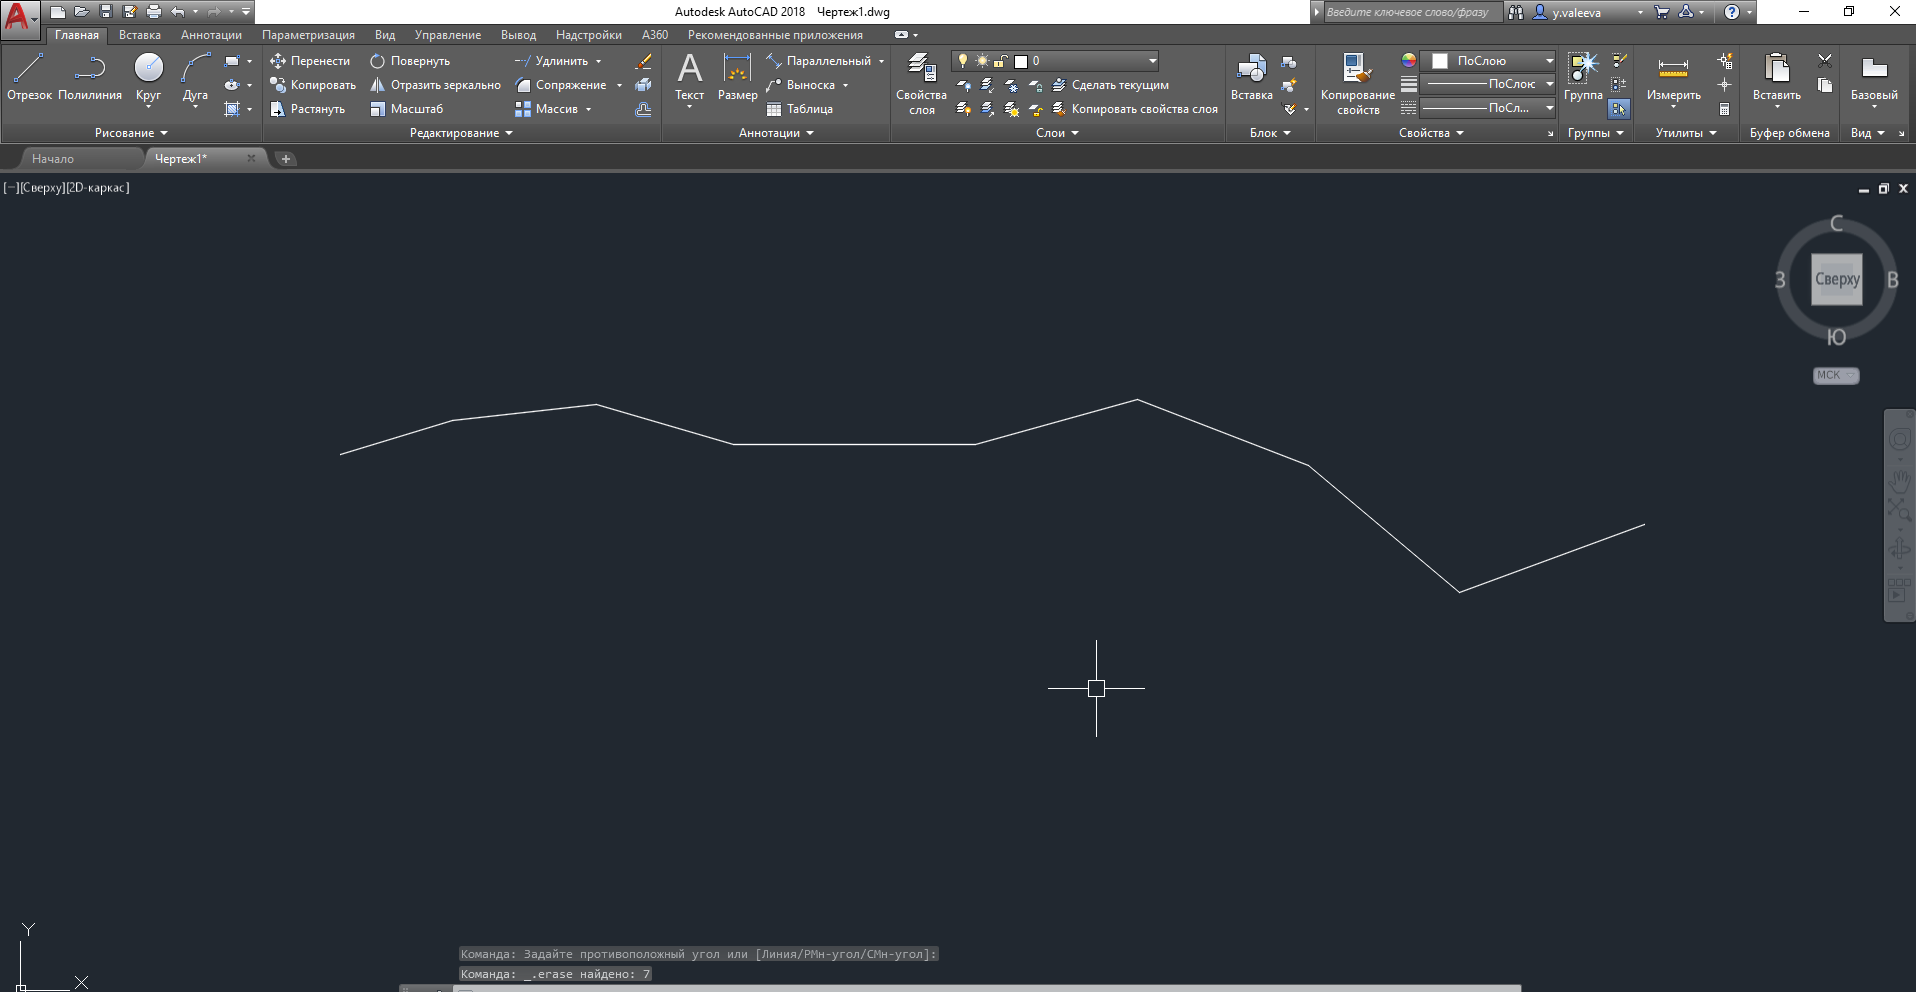 Autodesk AutoCAD 2018 Чертеж1.dwg
Введите ключевое слово/фразу
y.valeeva
Главная Вставка Аннотации Параметризация Вид Управление Вывод Надстройки A360 Рекомендованные приложения
Отрезок Полилиния Круг Дуга
Рисование
Перенести Повернуть Удлинить
Копировать Отразить зеркально Сопряжение
Растянуть Масштаб Массив
Редактирование
A
Текст Размер
Параллельный
Выноска
Таблица
Аннотации
Свойства слоя
0
Сделать текущим
Копировать свойства слоя
Слои
Вставка
Блок
Копирование свойств
ПоСлою
ПоСлою
ПоСл...
Свойства
Группа
Группы
Измерить
Утилиты
Вставить
Буфер обмена
Базовый
Вид
Начало Чертеж1*
[−][Сверху][2D-каркас]
С
З Сверху В
Ю
МСК
Y
X
Команда: Задайте противоположный угол или [Линия/РМн-угол/СМн-угол]:
Команда: _.erase найдено: 7